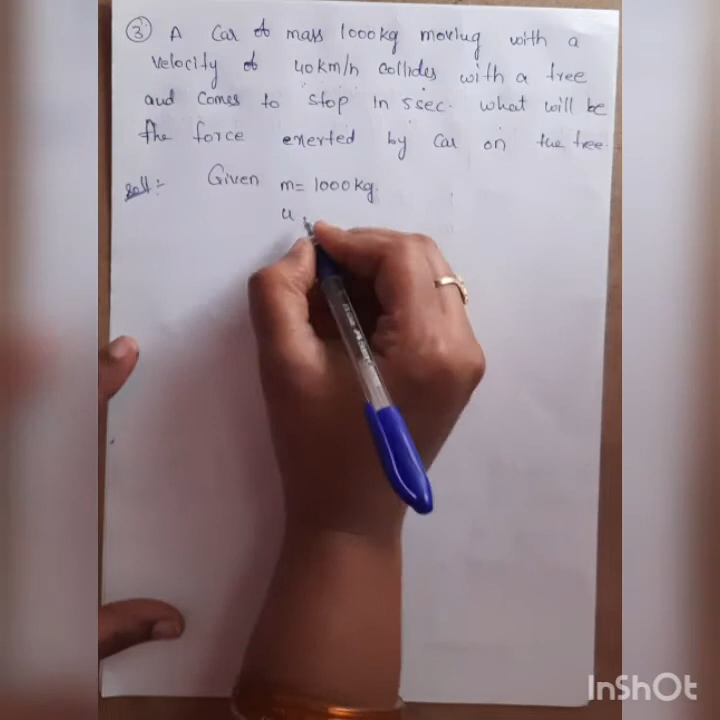 ③ A Car of mass 1000kg moving with a
velocity of 40km/h collides with a tree
and comes to stop in 5sec. what will be
the force exerted by car on the tree.
Soll:- Given m= 1000kg.
u
InShOt